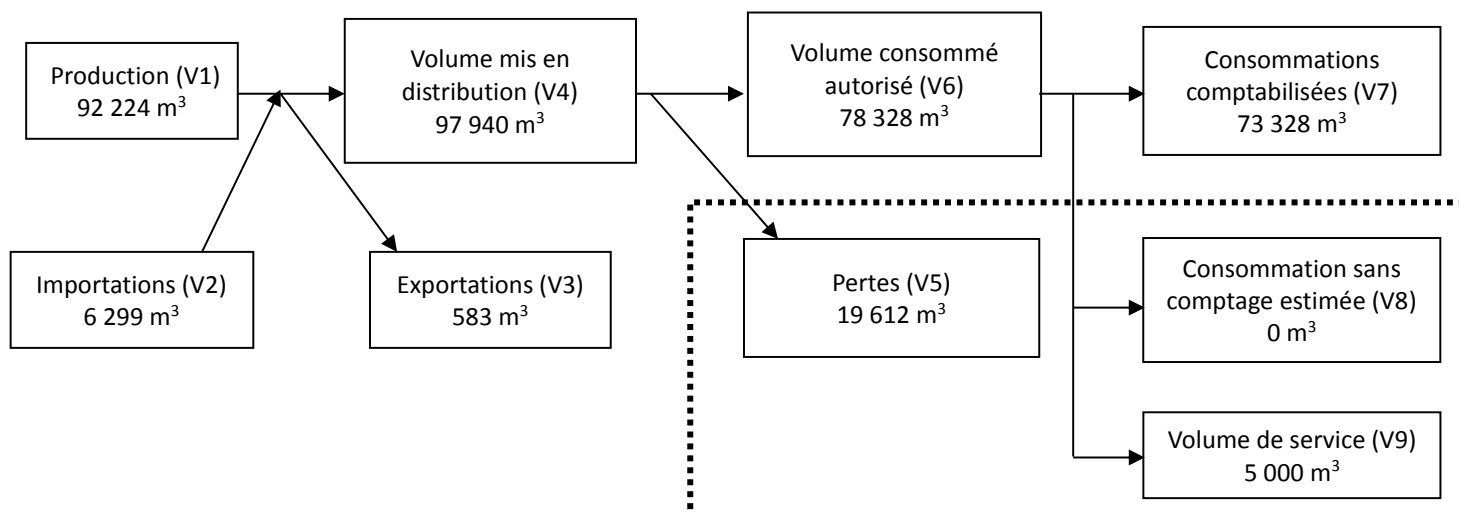 Production (V1)
92 224 m³
Volume mis en
distribution (V4)
97 940 m³
Volume consommé
autorisé (V6)
78 328 m³
Consommations
comptabilisées (V7)
73 328 m³
Importations (V2)
6 299 m³
Exportations (V3)
583 m³
Pertes (V5)
19 612 m³
Consommation sans
comptage estimée (V8)
0 m³
Volume de service (V9)
5 000 m³